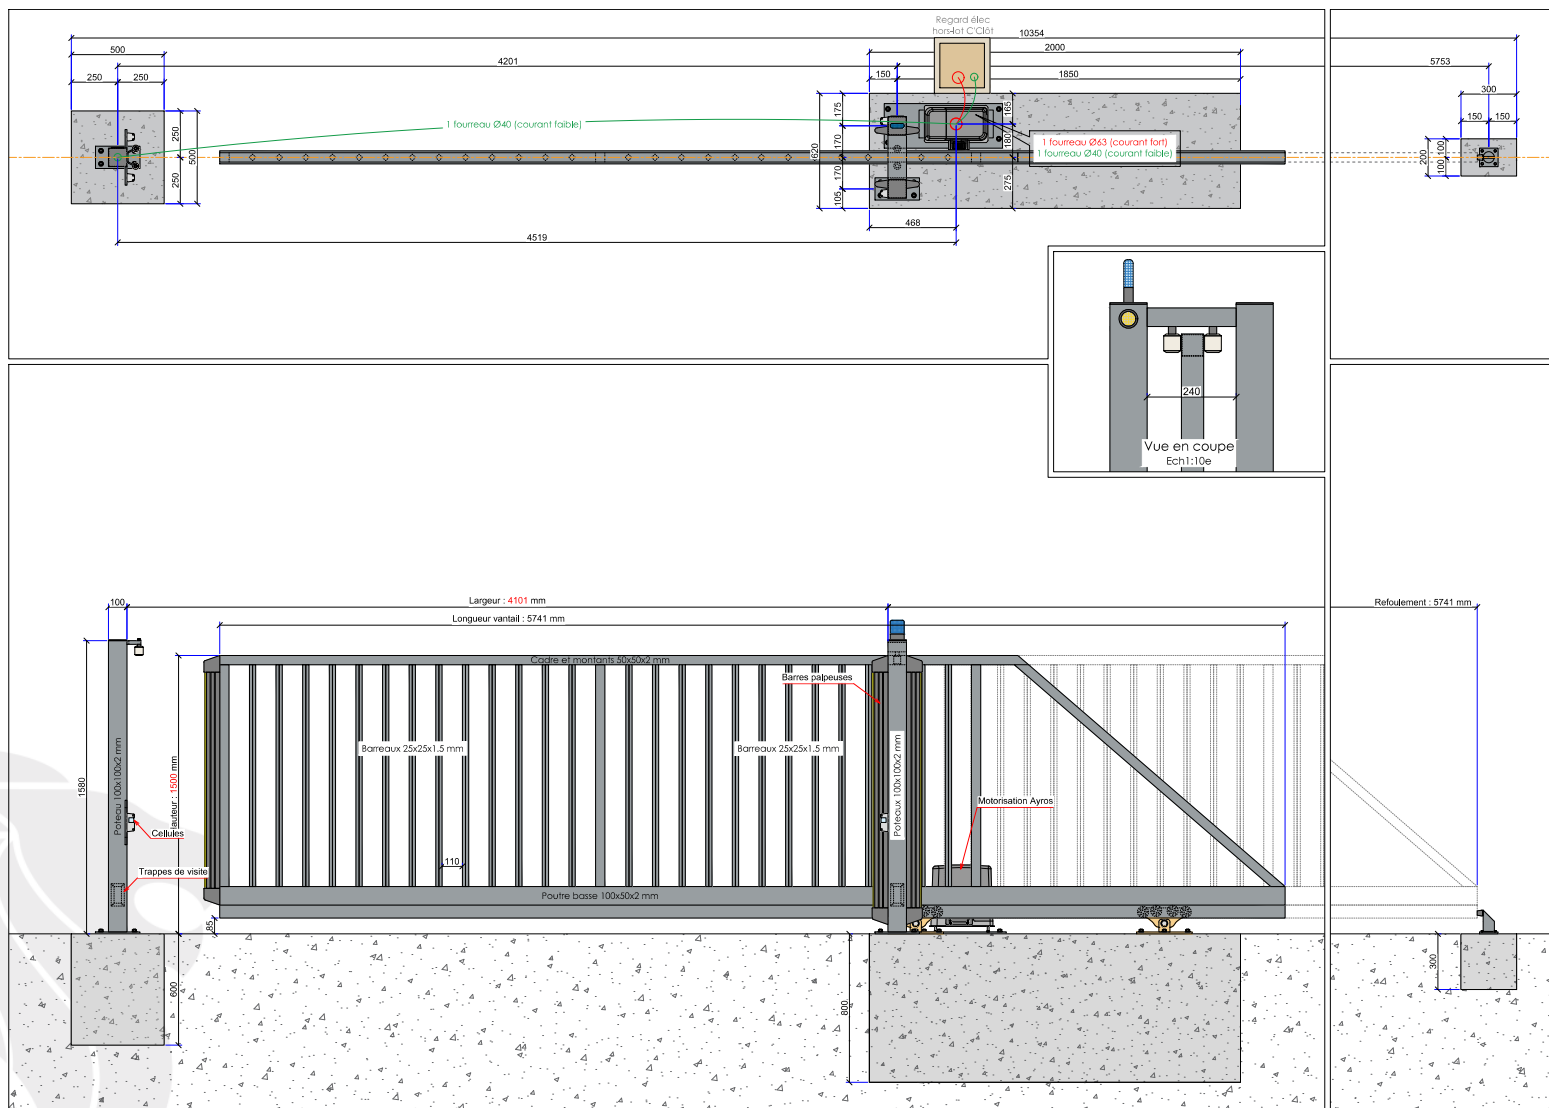 Regard élec
hors-lot C'Clôt
10354
500
2000
4201
5753
250
250
150
1850
300
150
150
250
500
250
175
170
620
170
105
165
180
275
200
100
100
1 fourreau Ø40 (courant faible)
1 fourreau Ø63 (courant fort)
1 fourreau Ø40 (courant faible)
468
4519
240
Vue en coupe
Ech1:10e
100
Largeur : 4101 mm
Refoulement : 5741 mm
Longueur vantail : 5741 mm
Cadre et montants 50x50x2 mm
Barres palpeuses
Barreaux 25x25x1.5 mm
Barreaux 25x25x1.5 mm
Poteau 100x100x2 mm
Poteaux 100x100x2 mm
1580
auteur : 1500 mm
Motorisation Ayros
Cellules
110
Trappes de visite
Poutre basse 100x50x2 mm
85
600
800
300